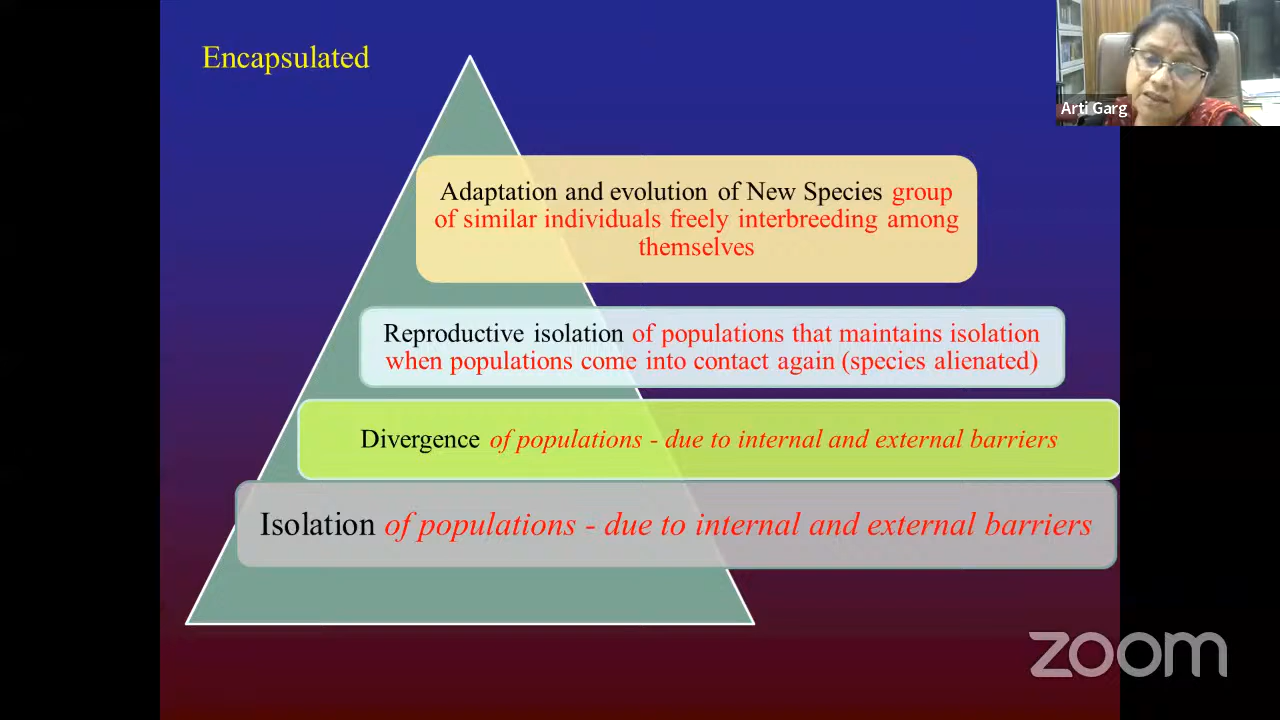 Encapsulated
Arti Garg
Adaptation and evolution of New Species group
of similar individuals freely interbreeding among
themselves
Reproductive isolation of populations that maintains isolation
when populations come into contact again (species alienated)
Divergence of populations - due to internal and external barriers
Isolation of populations - due to internal and external barriers
zoom